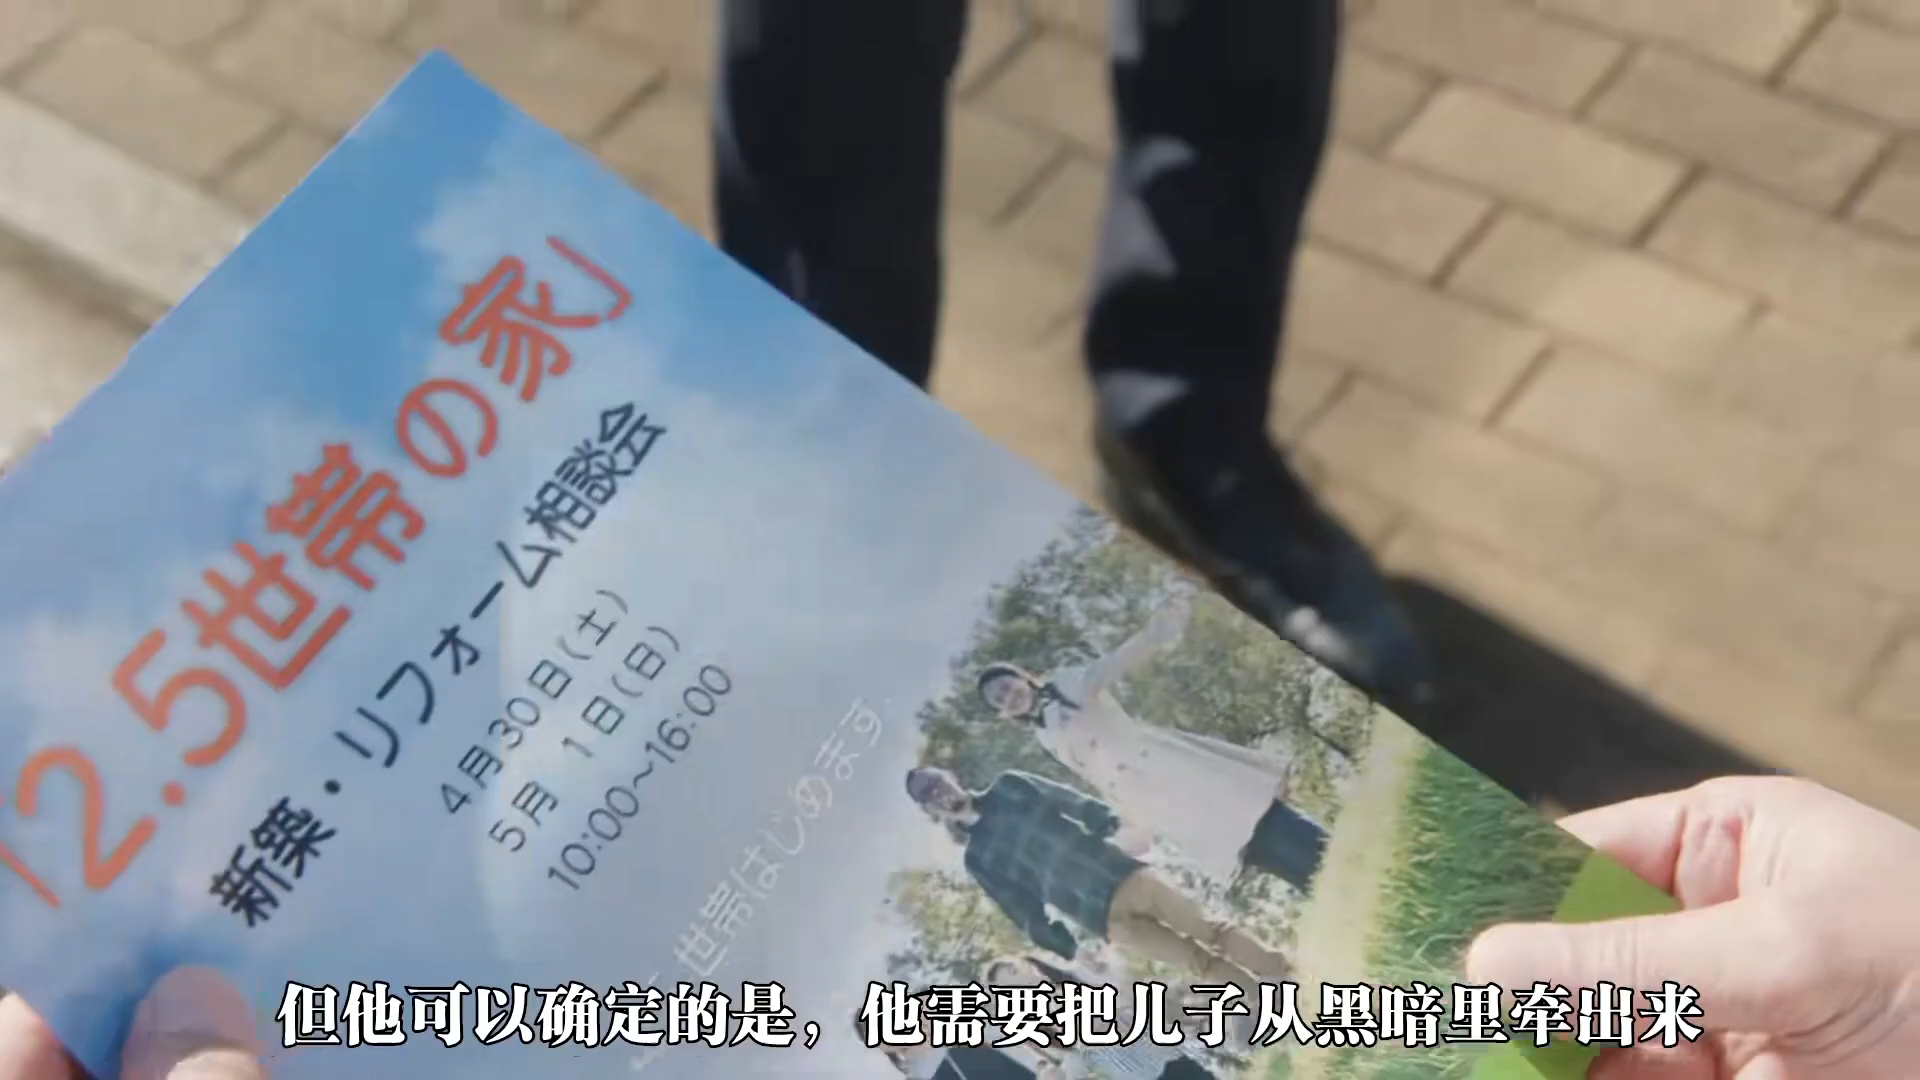 「2.5世帯の家」
新築・リフォーム相談会
4月30日(土)
5月 1日(日)
10:00~16:00
世帯はじめます。
但他可以确定的是，他需要把儿子从黑暗里牵出来